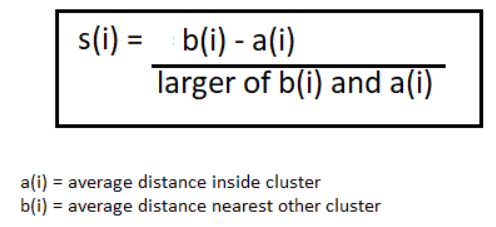 s(i) = b(i) - a(i)
larger of b(i) and a(i)
a(i) = average distance inside cluster
b(i) = average distance nearest other cluster